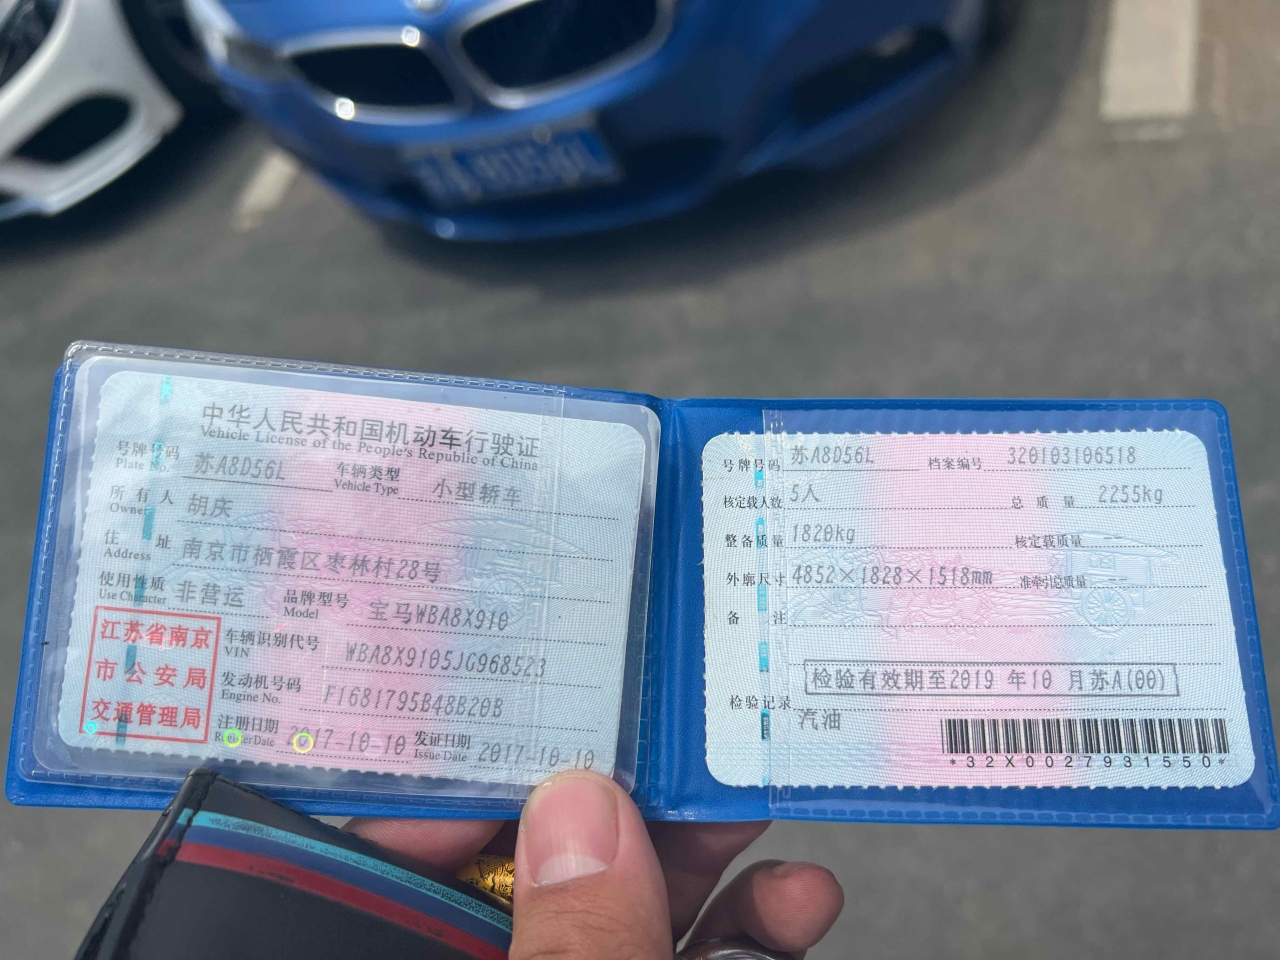 中华人民共和国机动车行驶证
Vehicle License of the People's Republic of China
号牌号码 苏A8D56L 车辆类型 小型轿车
Plate No. Vehicle Type
所有人 胡庆
Owner
住址 南京市栖霞区枣林村28号
Address
使用性质 非营运 品牌型号 宝马WBA8X910
Use Character Model
江苏省南京
市公安局
交通管理局
车辆识别代号 WBA8X9105JG968523
VIN
发动机号码 F1681795B48B20B
Engine No.
注册日期 2017-10-10 发证日期 2017-10-10
Register Date Issue Date
号牌号码 苏A8D56L 档案编号 320103106518
核定载人数 5人 总质量 2255kg
整备质量 1820kg 核定载质量 --
外廓尺寸 4852×1828×1518mm 准牵引总质量 --
备注
检验有效期至2019 年10 月苏A(00)
检验记录
汽油
*32X0027931550*